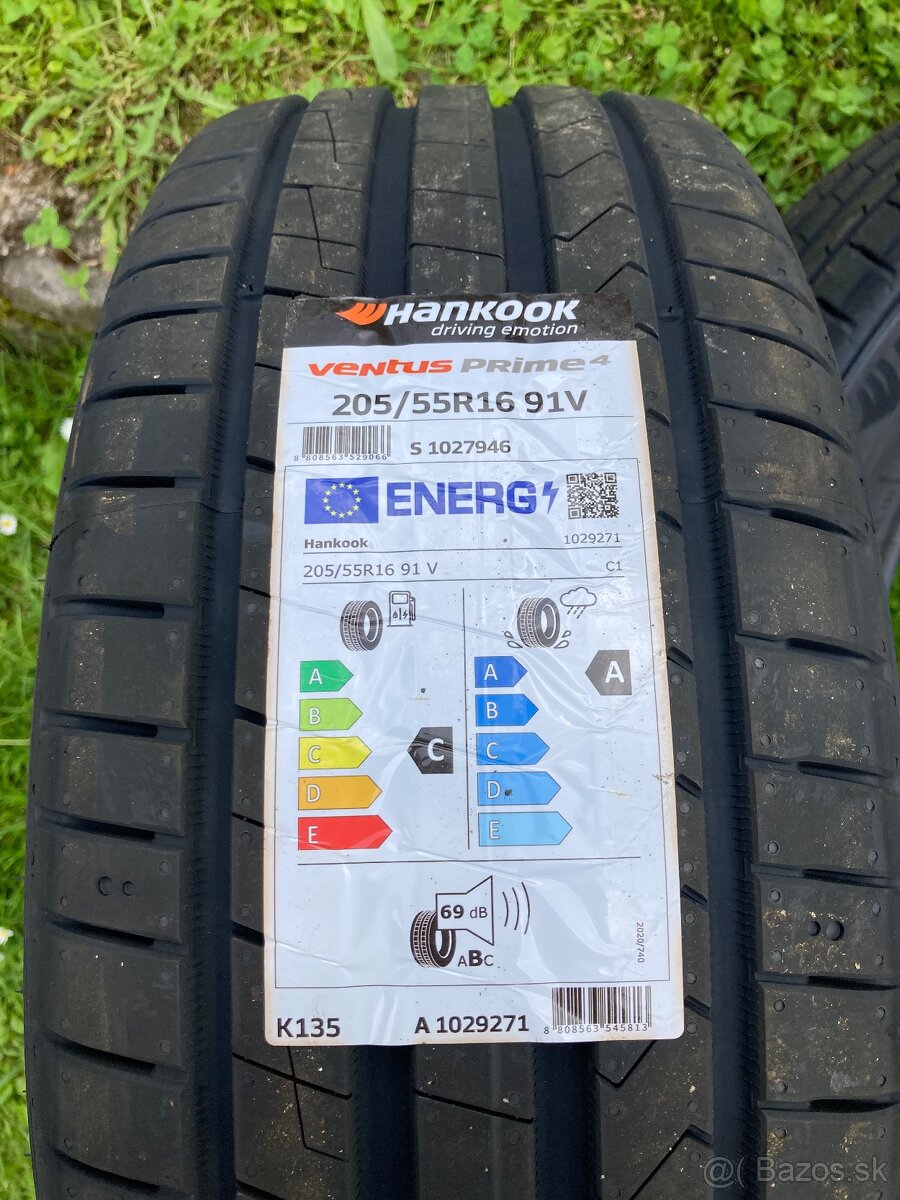 HANKOOK
driving emotion
ventus PRIME4
205/55R16 91V
8 808563 529066
S 1027946
ENERG
Hankook
1029271
205/55R16 91 V
C1
A
A
A
B
B
C
C
C
D
D
E
E
69 dB
ABC
2020/740
K135
A 1029271
8 808563 545813
@( Bazos.sk